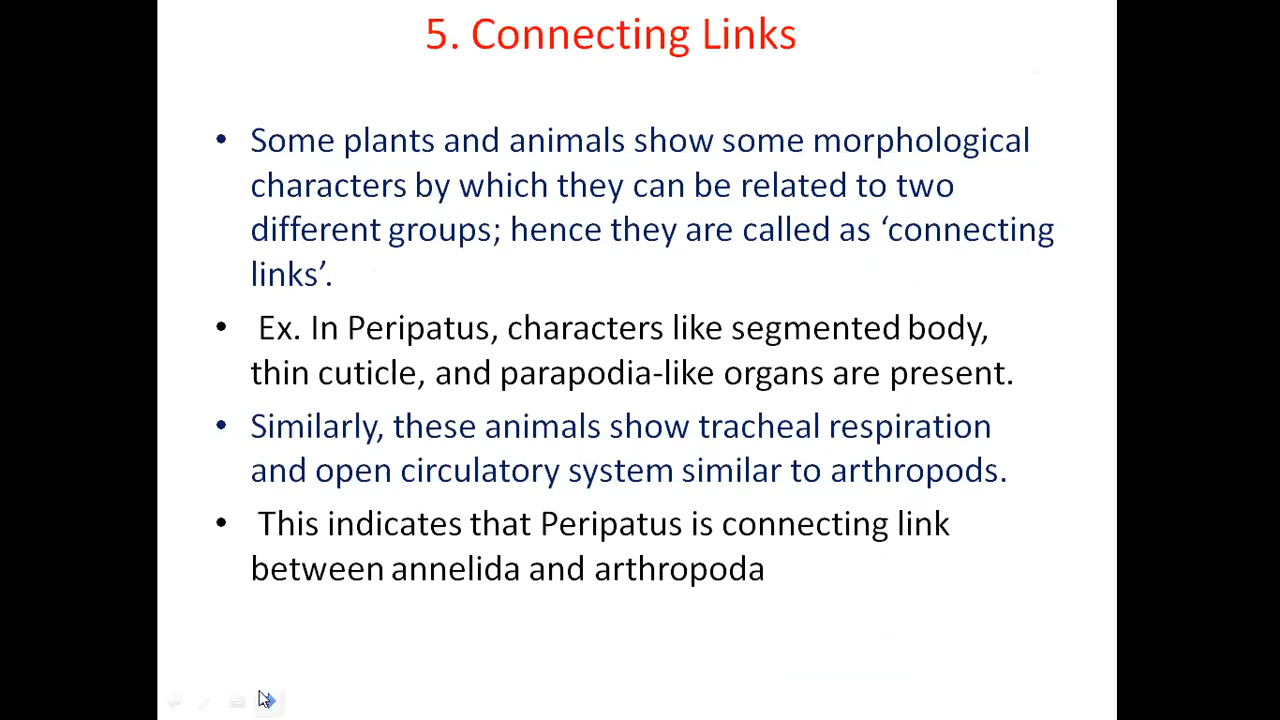 5. Connecting Links
• Some plants and animals show some morphological
characters by which they can be related to two
different groups; hence they are called as ‘connecting
links’.
• Ex. In Peripatus, characters like segmented body,
thin cuticle, and parapodia-like organs are present.
• Similarly, these animals show tracheal respiration
and open circulatory system similar to arthropods.
• This indicates that Peripatus is connecting link
between annelida and arthropoda